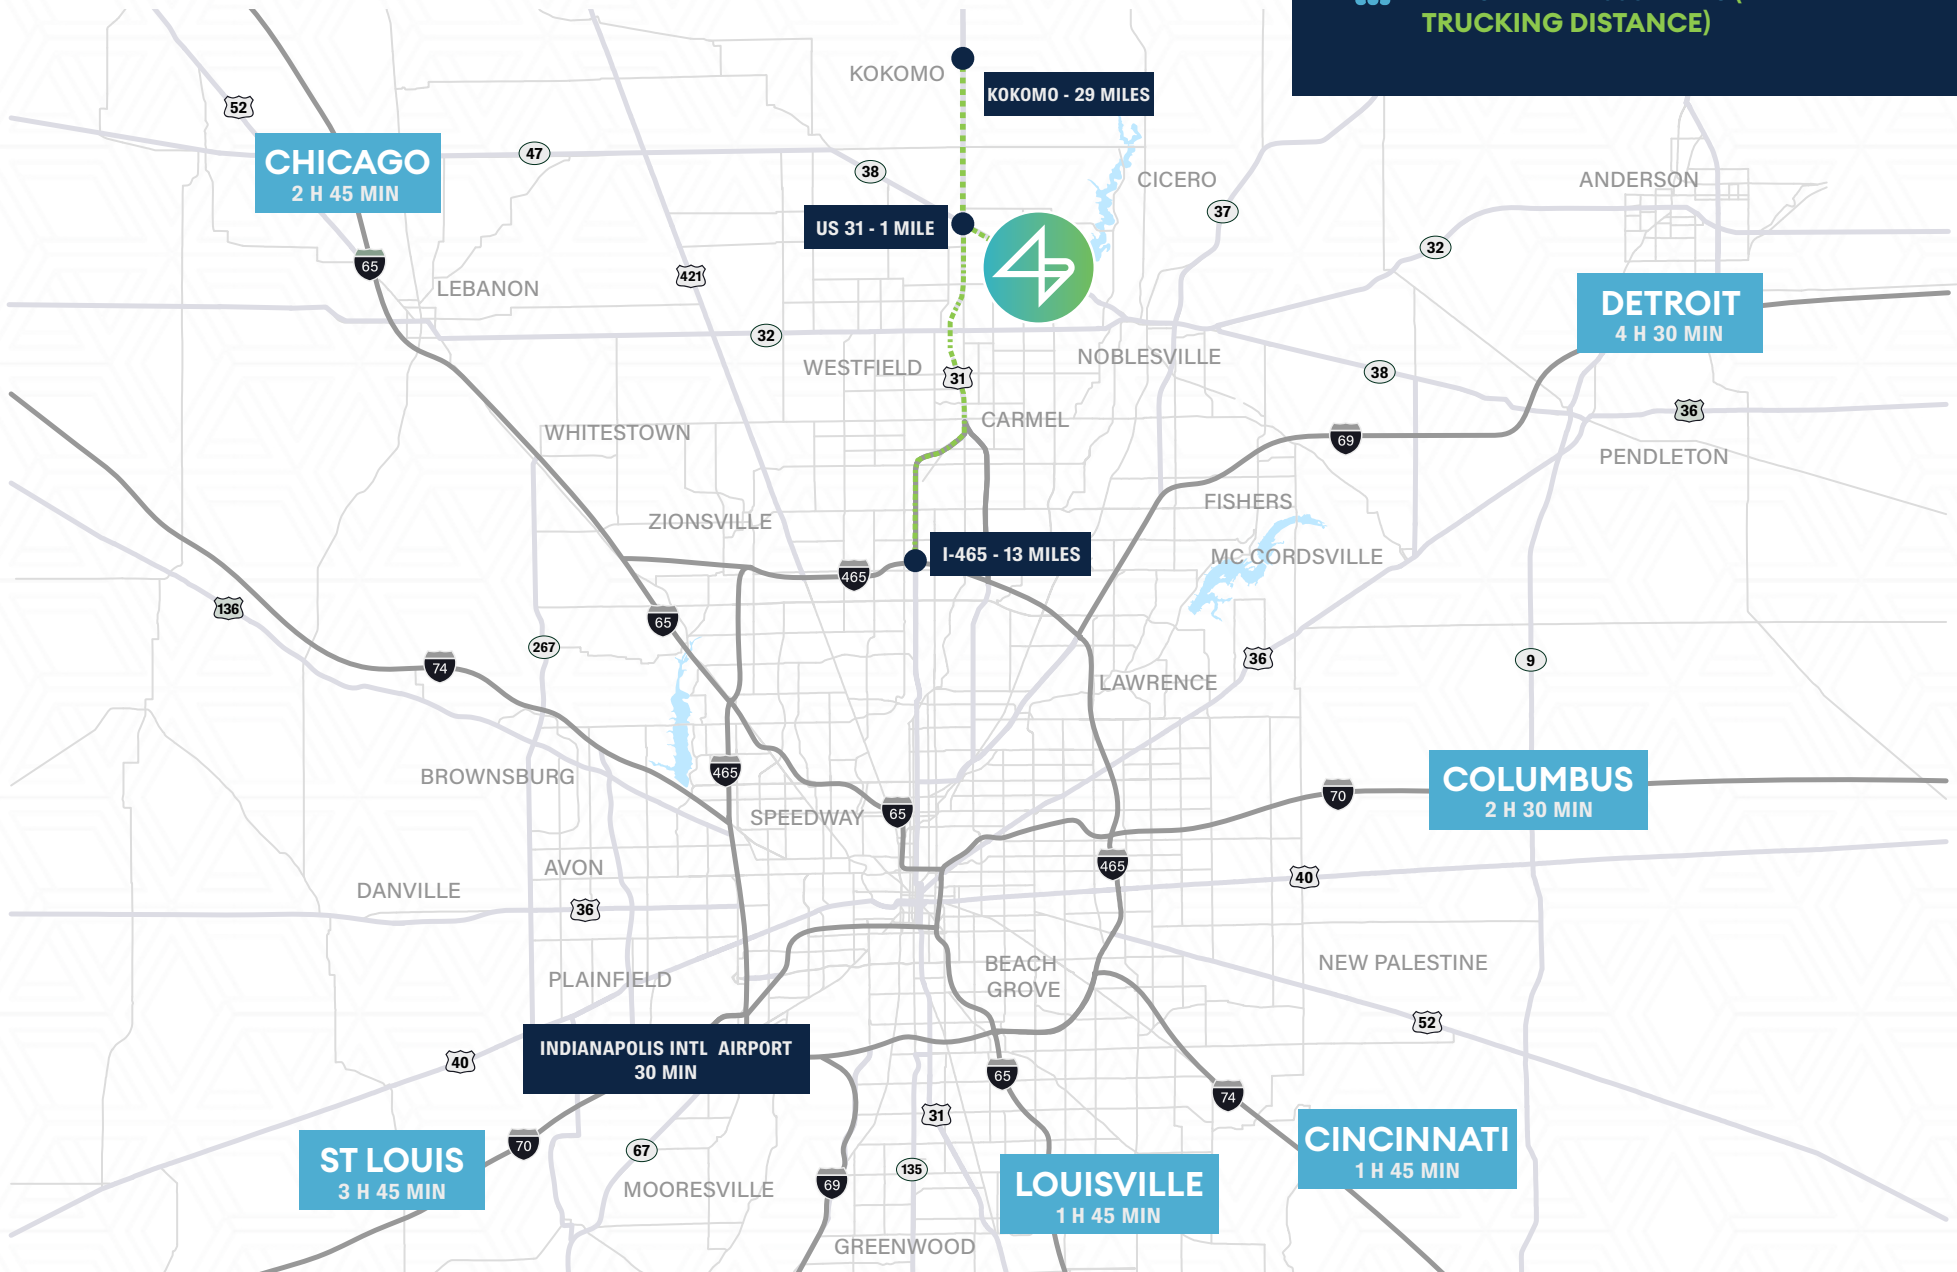 TRUCKING DISTANCE)
KOKOMO
KOKOMO - 29 MILES
52
CHICAGO
2 H 45 MIN
47
38
CICERO
ANDERSON
37
US 31 - 1 MILE
32
65
LEBANON
421
DETROIT
4 H 30 MIN
32
WESTFIELD
NOBLESVILLE
31
38
CARMEL
36
WHITESTOWN
69
PENDLETON
FISHERS
ZIONSVILLE
I-465 - 13 MILES
MC CORDSVILLE
465
136
65
267
74
36
9
LAWRENCE
BROWNSBURG
465
COLUMBUS
2 H 30 MIN
70
SPEEDWAY
65
AVON
465
40
DANVILLE
36
PLAINFIELD
BEACH
GROVE
NEW PALESTINE
52
INDIANAPOLIS INTL AIRPORT
30 MIN
40
65
74
31
ST LOUIS
3 H 45 MIN
70
67
CINCINNATI
1 H 45 MIN
135
69
MOORESVILLE
LOUISVILLE
1 H 45 MIN
GREENWOOD